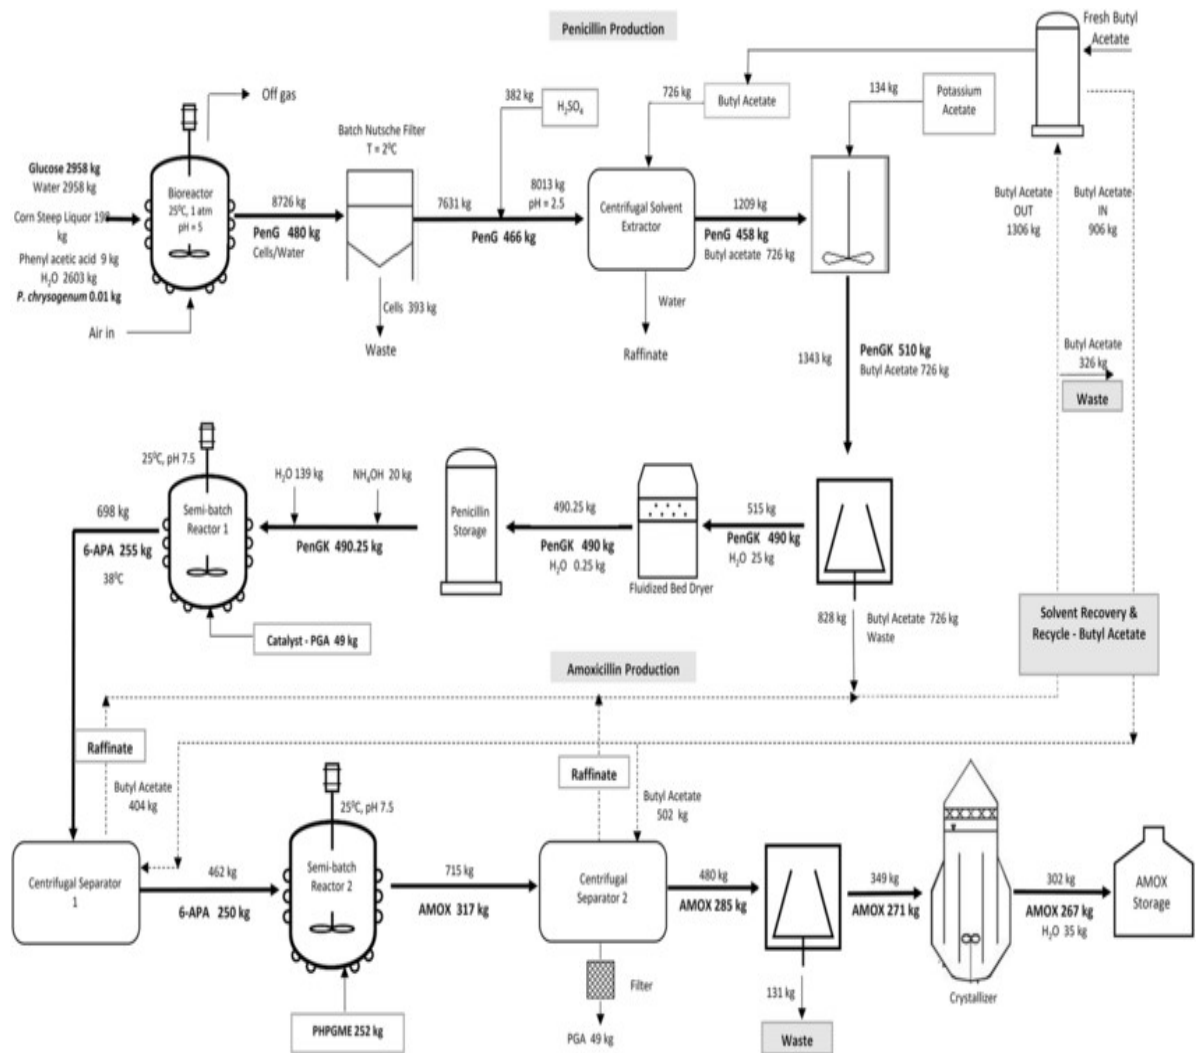 Penicillin Production
Fresh Butyl
Acetate
Off gas
382 kg
H₂SO₄
726 kg
Butyl Acetate
134 kg
Potassium
Acetate
Batch Nutsche Filter
T = 2⁰C
Glucose 2958 kg
Water 2958 kg
Corn Steep Liquor 198
kg
Phenyl acetic acid 9 kg
H₂O 2603 kg
P. chrysogenum 0.01 kg
Air in
Bioreactor
25⁰C, 1 atm
pH = 5
8726 kg
PenG 480 kg
Cells/Water
7631 kg
8013 kg
pH = 2.5
PenG 466 kg
Centrifugal Solvent
Extractor
1209 kg
PenG 458 kg
Butyl acetate 726 kg
Butyl Acetate
OUT
1306 kg
Butyl Acetate
IN
906 kg
Cells 393 kg
Waste
Water
Raffinate
1343 kg
PenGK 510 kg
Butyl Acetate 726 kg
Butyl Acetate
326 kg
Waste
25⁰C, pH 7.5
698 kg
6-APA 255 kg
38⁰C
Semi-batch
Reactor 1
H₂O 139 kg
NH₄OH 20 kg
PenGK 490.25 kg
Penicillin
Storage
490.25 kg
PenGK 490 kg
H₂O 0.25 kg
Fluidized Bed Dryer
515 kg
PenGK 490 kg
H₂O 25 kg
Catalyst - PGA 49 kg
828 kg
Butyl Acetate 726 kg
Waste
Solvent Recovery &
Recycle - Butyl Acetate
Amoxicillin Production
Raffinate
Butyl Acetate
404 kg
25⁰C, pH 7.5
Raffinate
Butyl Acetate
502 kg
Centrifugal Separator
1
462 kg
6-APA 250 kg
Semi-batch
Reactor 2
715 kg
AMOX 317 kg
Centrifugal
Separator 2
480 kg
AMOX 285 kg
349 kg
AMOX 271 kg
302 kg
AMOX 267 kg
H₂O 35 kg
AMOX
Storage
Filter
131 kg
Crystallizer
PHPGME 252 kg
PGA 49 kg
Waste